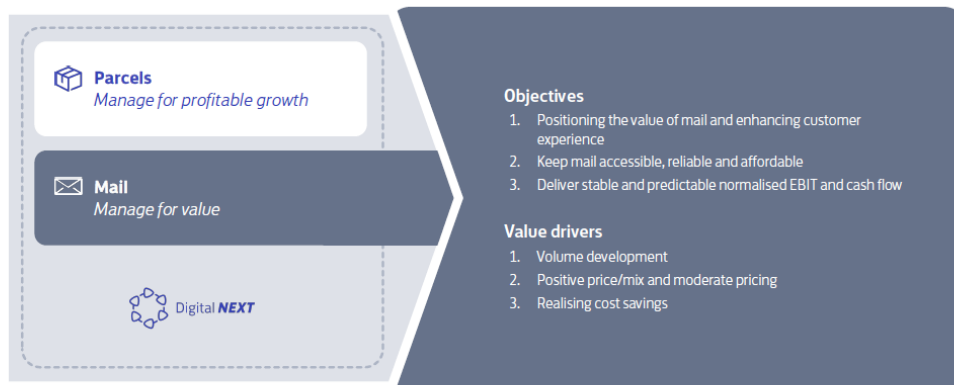 Parcels
Manage for profitable growth
Mail
Manage for value
Digital NEXT
Objectives
1. Positioning the value of mail and enhancing customer
experience
2. Keep mail accessible, reliable and affordable
3. Deliver stable and predictable normalised EBIT and cash flow
Value drivers
1. Volume development
2. Positive price/mix and moderate pricing
3. Realising cost savings